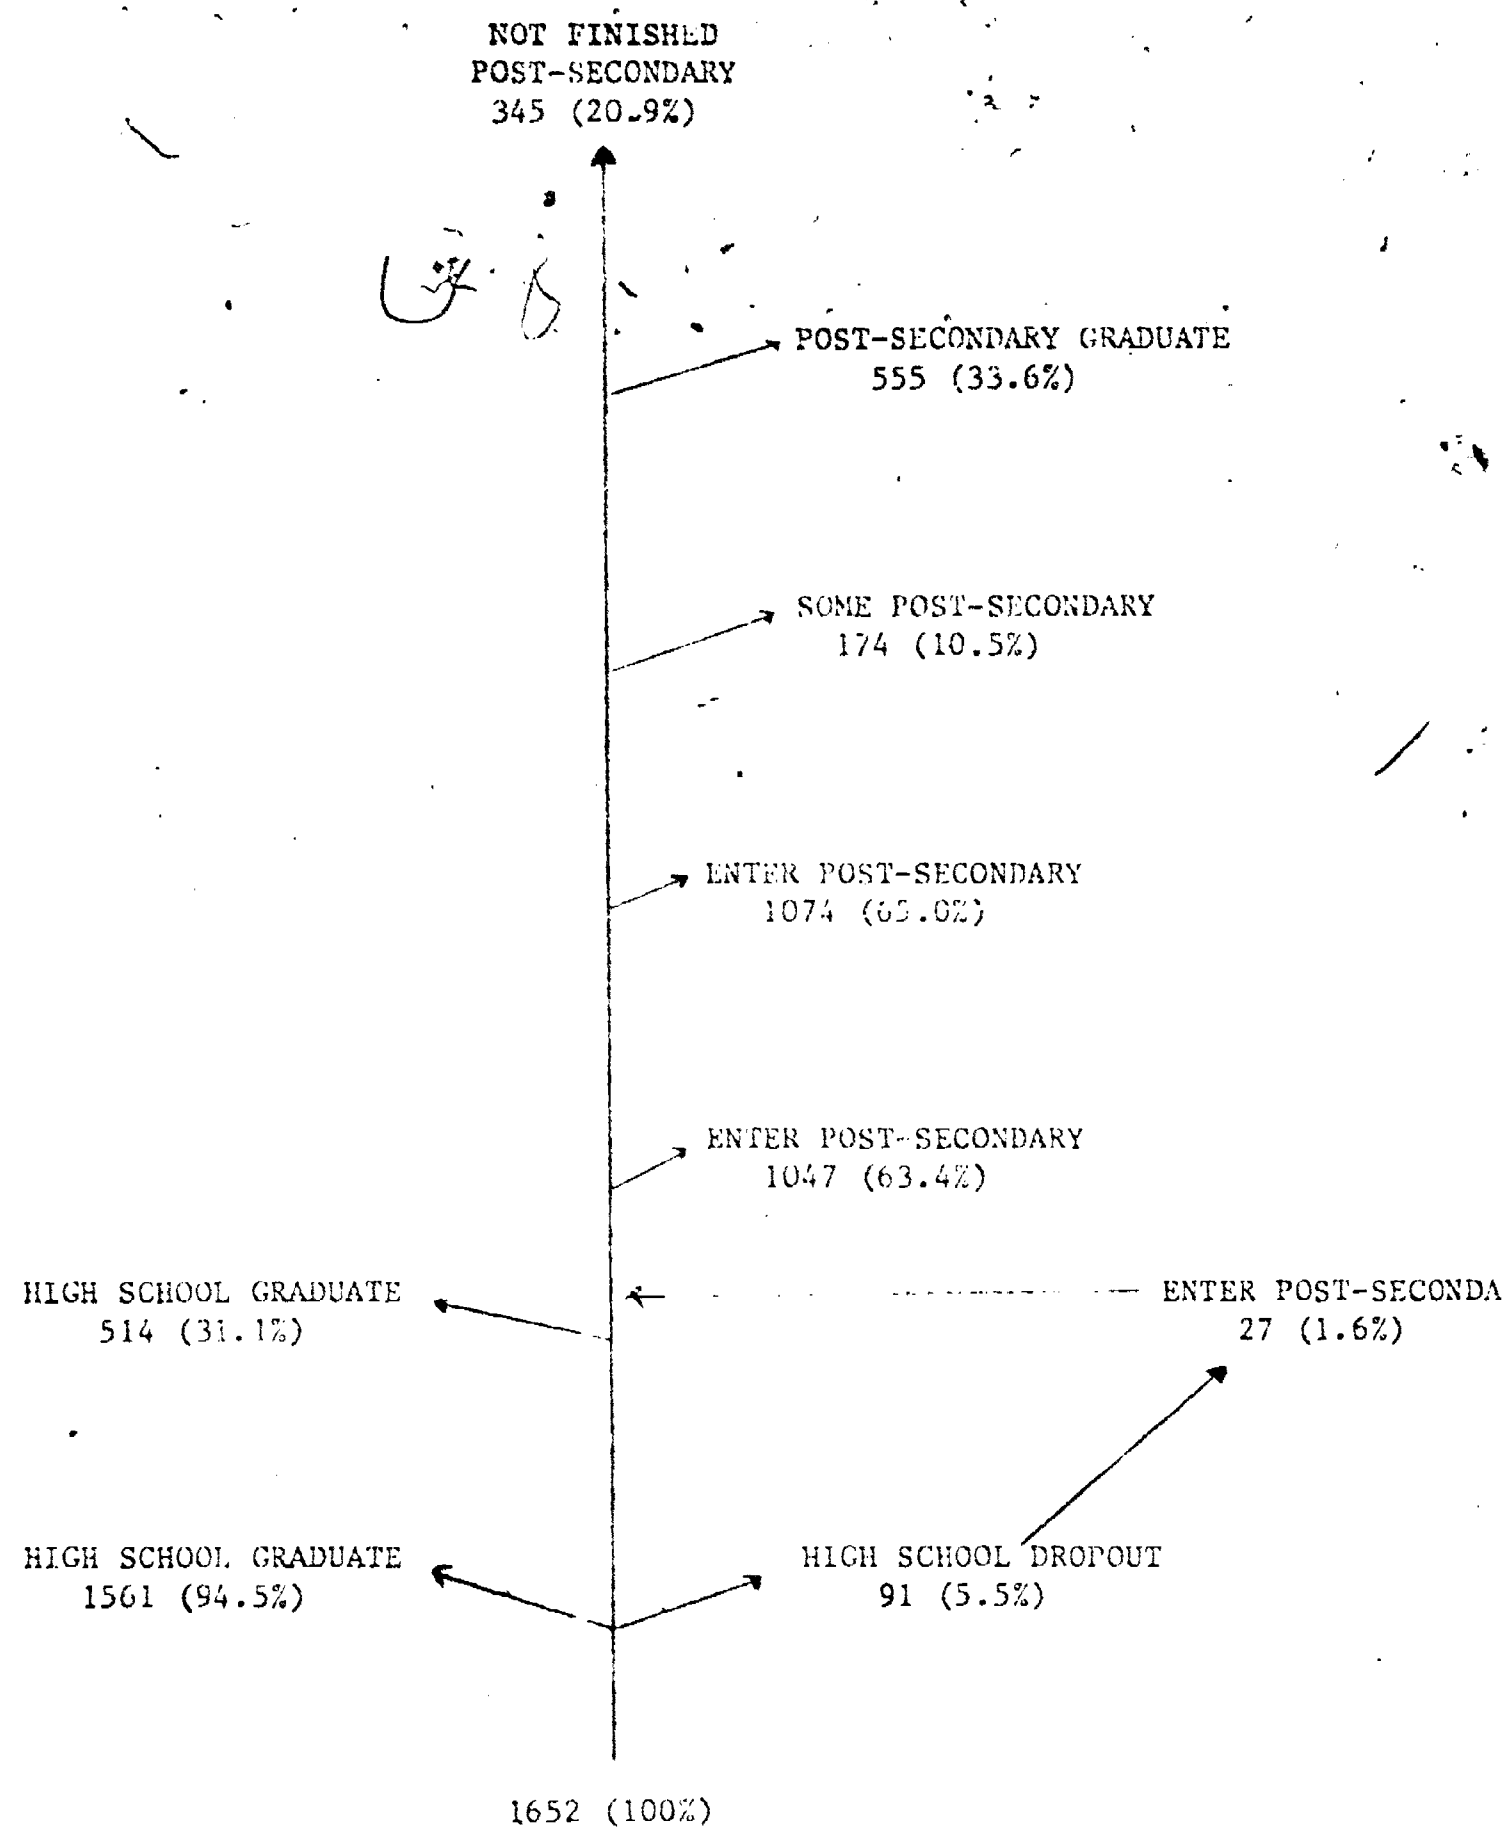 NOT FINISHED
POST-SECONDARY
345 (20.9%)
POST-SECONDARY GRADUATE
555 (33.6%)
SOME POST-SECONDARY
174 (10.5%)
ENTER POST-SECONDARY
1074 (65.0%)
ENTER POST-SECONDARY
1047 (63.4%)
HIGH SCHOOL GRADUATE
514 (31.1%)
ENTER POST-SECONDA
27 (1.6%)
HIGH SCHOOL GRADUATE
1561 (94.5%)
HIGH SCHOOL DROPOUT
91 (5.5%)
1652 (100%)